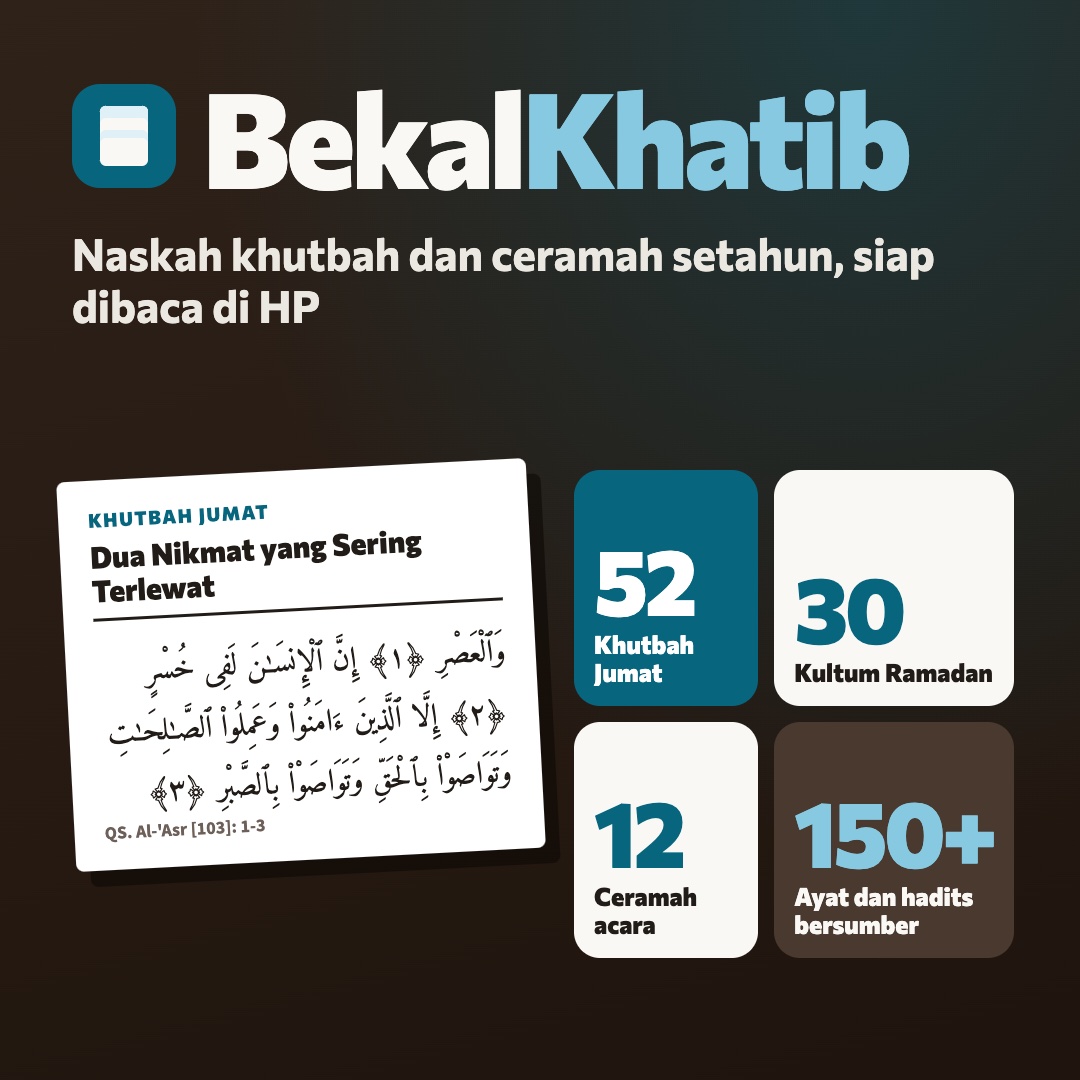 BekalKhatib
Naskah khutbah dan ceramah setahun, siap
dibaca di HP
KHUTBAH JUMAT
Dua Nikmat yang Sering
Terlewat
وَٱلْعَصْرِ ﴿١﴾ إِنَّ ٱلْإِنسَـٰنَ لَفِى خُسْرٍ
﴿٢﴾ إِلَّا ٱلَّذِينَ ءَامَنُوا۟ وَعَمِلُوا۟ ٱلصَّـٰلِحَـٰتِ
وَتَوَاصَوْا۟ بِٱلْحَقِّ وَتَوَاصَوْا۟ بِٱلصَّبْرِ ﴿٣﴾
QS. Al-'Asr [103]: 1-3
52
Khutbah
Jumat
30
Kultum Ramadan
12
Ceramah
acara
150+
Ayat dan hadits
bersumber